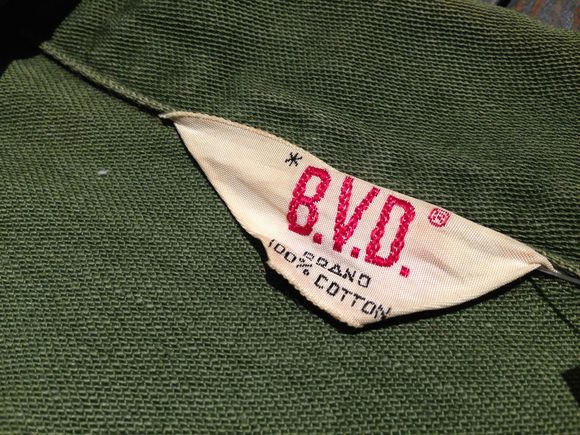 * B.V.D. ®
BRAND
100% COTTON